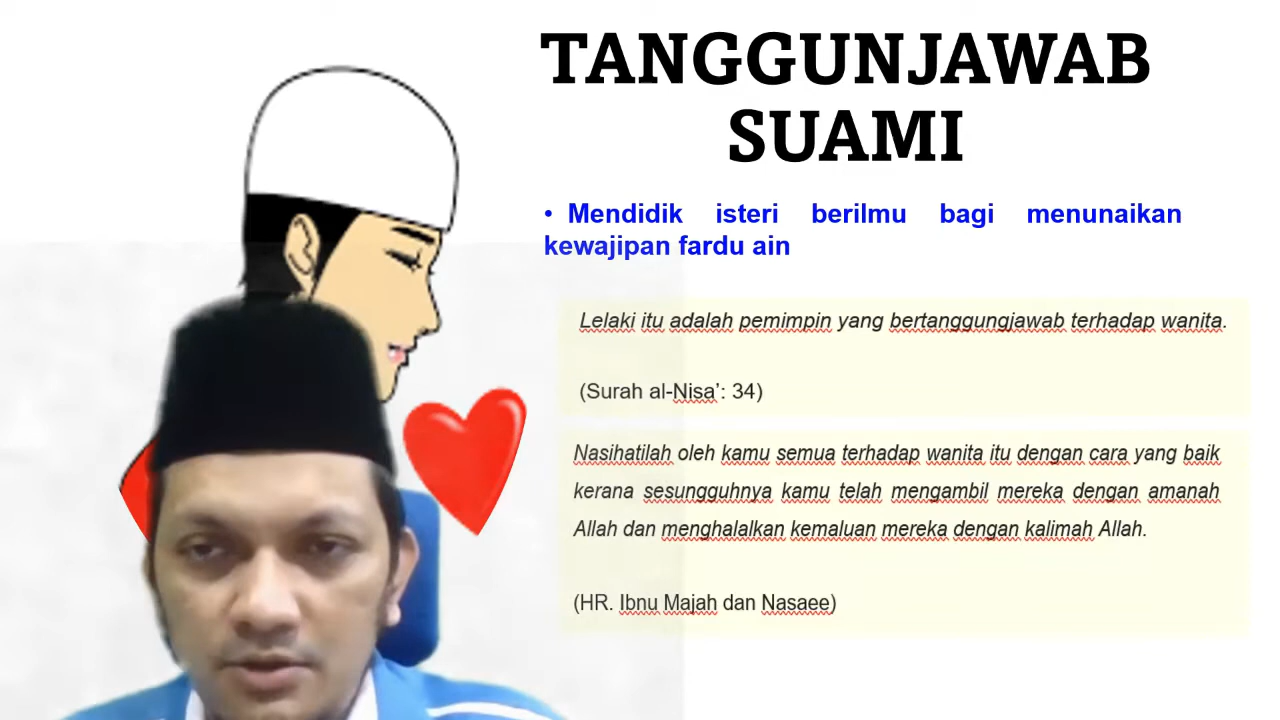 TANGGUNJAWAB
SUAMI
• Mendidik isteri berilmu bagi menunaikan
kewajipan fardu ain
Lelaki itu adalah pemimpin yang bertanggungjawab terhadap wanita.
(Surah al-Nisa’: 34)
Nasihatilah oleh kamu semua terhadap wanita itu dengan cara yang baik
kerana sesungguhnya kamu telah mengambil mereka dengan amanah
Allah dan menghalalkan kemaluan mereka dengan kalimah Allah.
(HR. Ibnu Majah dan Nasaee)